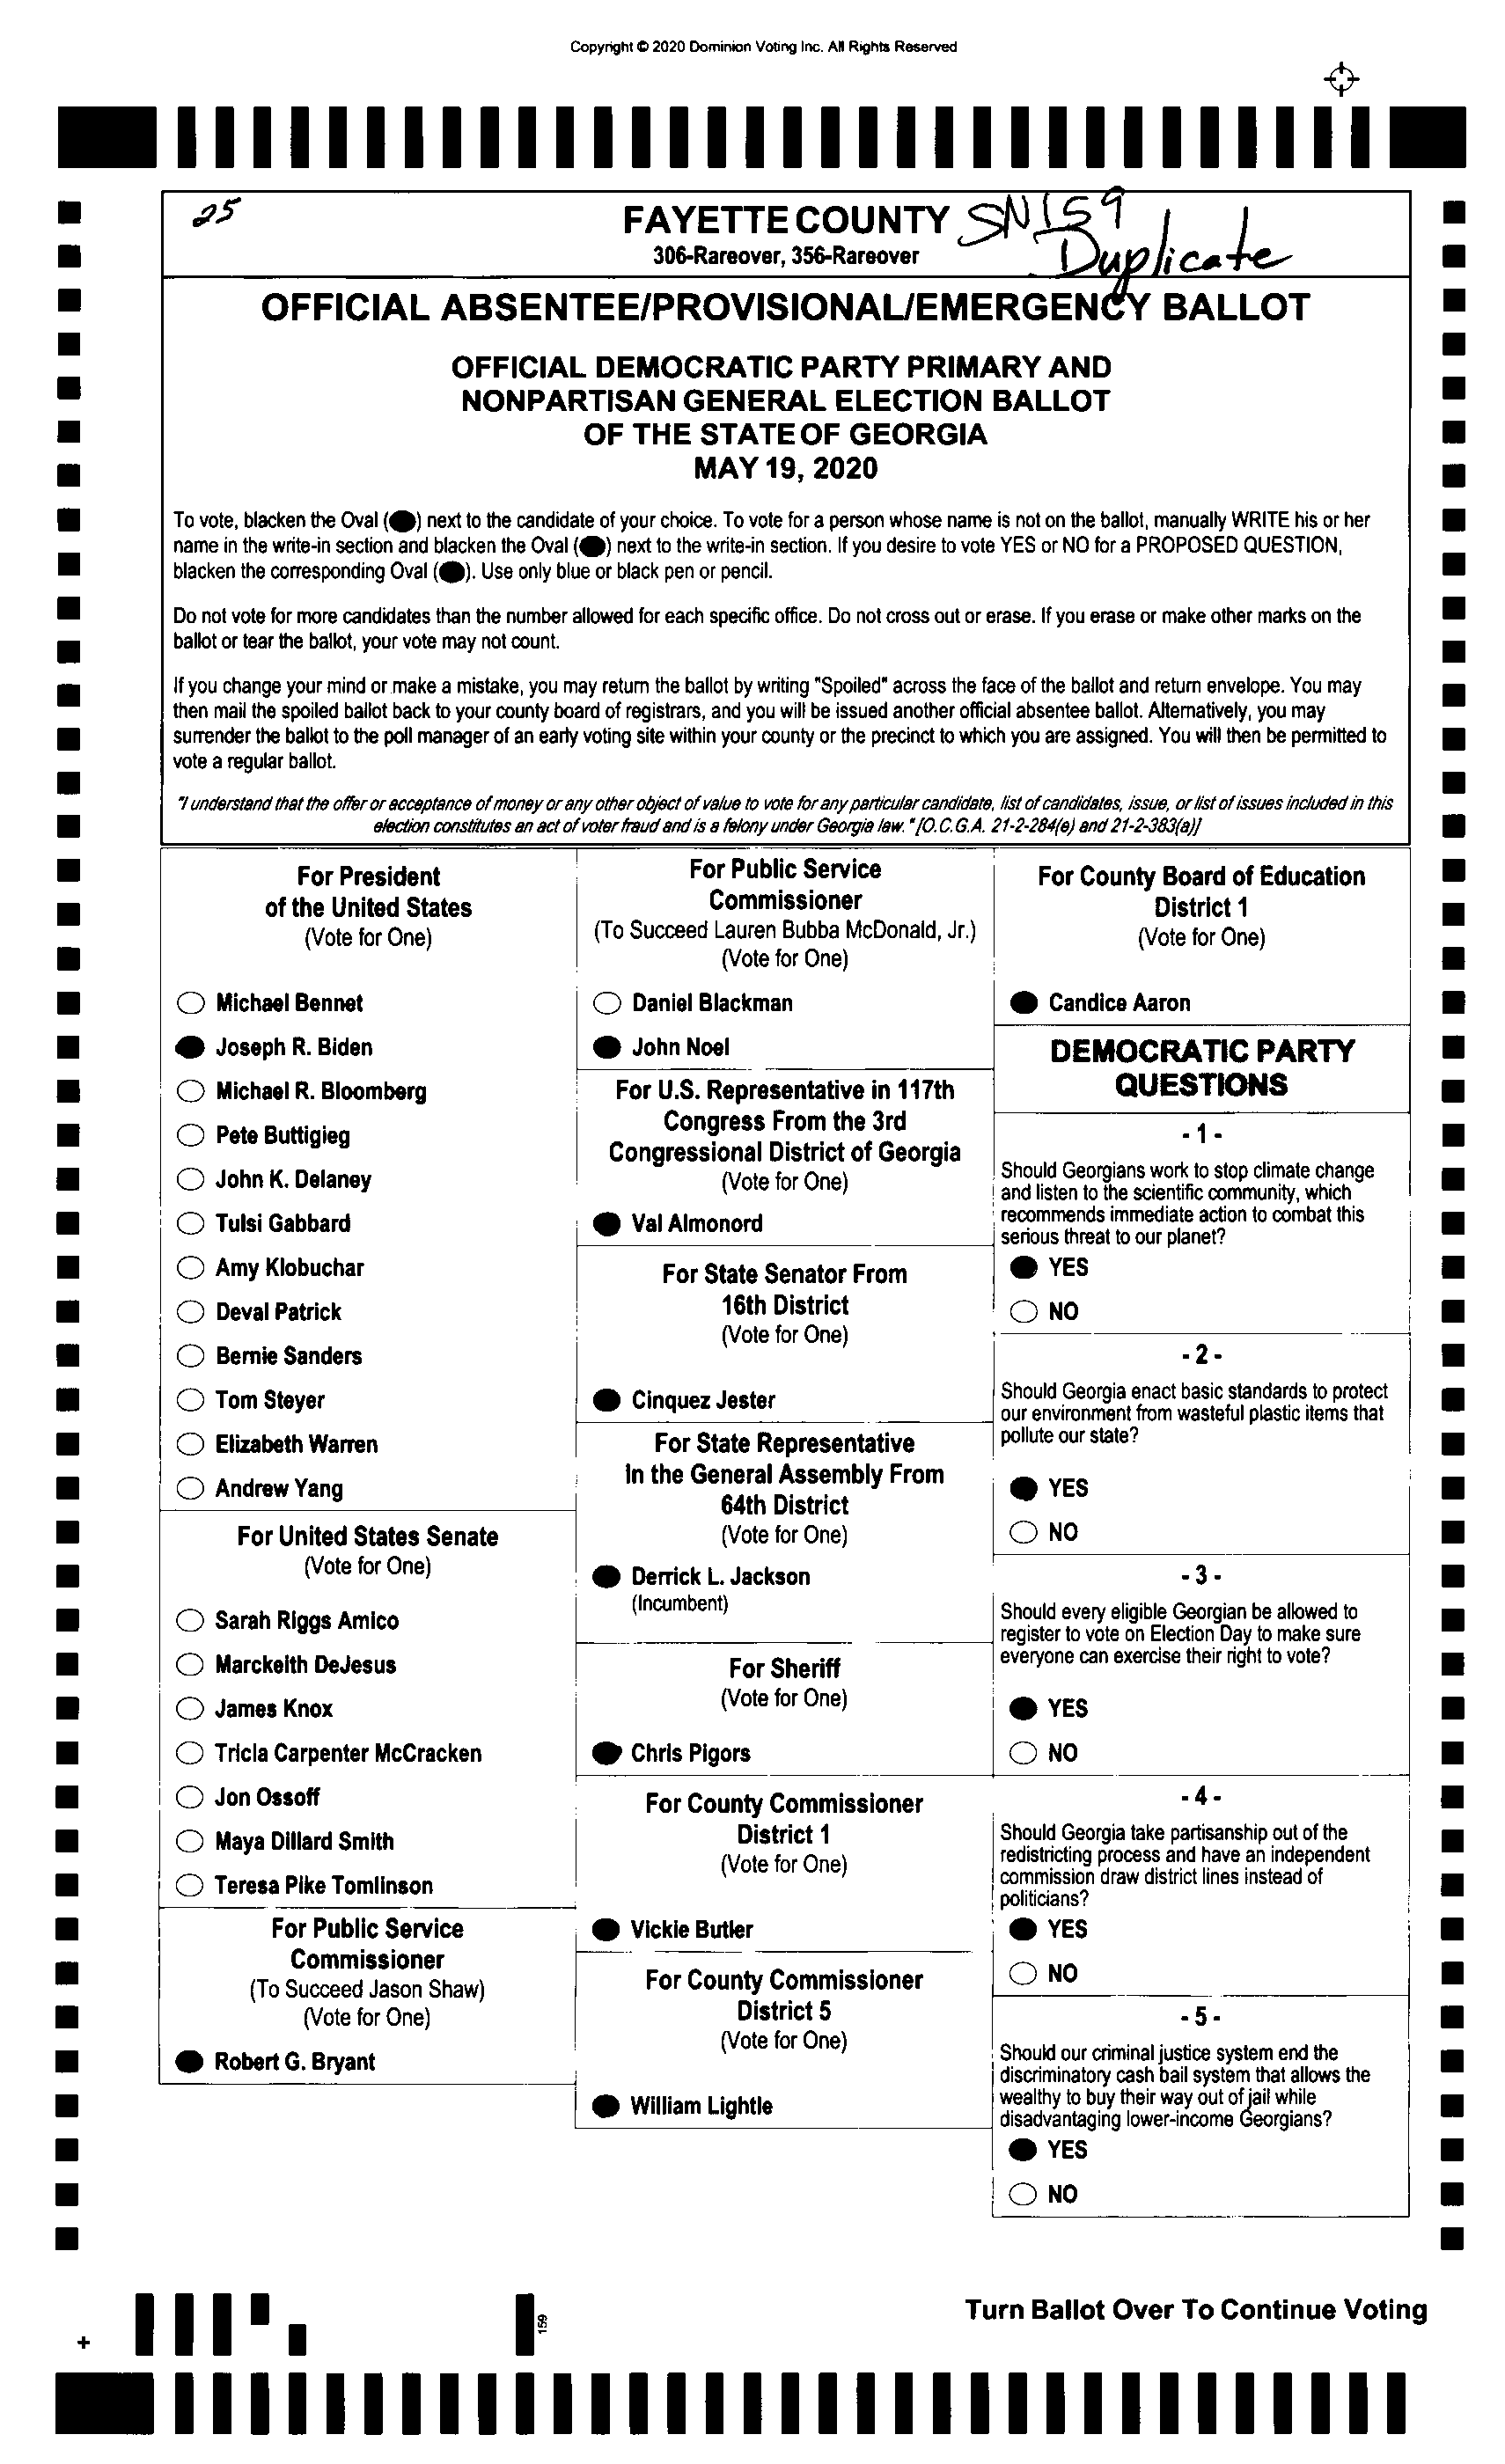 Copyright © 2020 Dominion Voting Inc. All Rights Reserved
25
FAYETTE COUNTY
SN159
306-Rareover, 356-Rareover
Duplicate
OFFICIAL ABSENTEE/PROVISIONAL/EMERGENCY BALLOT
OFFICIAL DEMOCRATIC PARTY PRIMARY AND
NONPARTISAN GENERAL ELECTION BALLOT
OF THE STATE OF GEORGIA
MAY 19, 2020
To vote, blacken the Oval ( ) next to the candidate of your choice. To vote for a person whose name is not on the ballot, manually WRITE his or her
name in the write-in section and blacken the Oval ( ) next to the write-in section. If you desire to vote YES or NO for a PROPOSED QUESTION,
blacken the corresponding Oval ( ). Use only blue or black pen or pencil.
Do not vote for more candidates than the number allowed for each specific office. Do not cross out or erase. If you erase or make other marks on the
ballot or tear the ballot, your vote may not count.
If you change your mind or make a mistake, you may return the ballot by writing "Spoiled" across the face of the ballot and return envelope. You may
then mail the spoiled ballot back to your county board of registrars, and you will be issued another official absentee ballot. Alternatively, you may
surrender the ballot to the poll manager of an early voting site within your county or the precinct to which you are assigned. You will then be permitted to
vote a regular ballot.
"I understand that the offer or acceptance of money or any other object of value to vote for any particular candidate, list of candidates, issue, or list of issues included in this
election constitutes an act of voter fraud and is a felony under Georgia law." [O.C.G.A. 21-2-284(e) and 21-2-383(a)]
For President
of the United States
(Vote for One)
Michael Bennet
Joseph R. Biden
Michael R. Bloomberg
Pete Buttigieg
John K. Delaney
Tulsi Gabbard
Amy Klobuchar
Deval Patrick
Bernie Sanders
Tom Steyer
Elizabeth Warren
Andrew Yang
For United States Senate
(Vote for One)
Sarah Riggs Amico
Marckeith DeJesus
James Knox
Tricia Carpenter McCracken
Jon Ossoff
Maya Dillard Smith
Teresa Pike Tomlinson
For Public Service
Commissioner
(To Succeed Jason Shaw)
(Vote for One)
Robert G. Bryant
For Public Service
Commissioner
(To Succeed Lauren Bubba McDonald, Jr.)
(Vote for One)
Daniel Blackman
John Noel
For U.S. Representative in 117th
Congress From the 3rd
Congressional District of Georgia
(Vote for One)
Val Almonord
For State Senator From
16th District
(Vote for One)
Cinquez Jester
For State Representative
In the General Assembly From
64th District
(Vote for One)
Derrick L. Jackson
(Incumbent)
For Sheriff
(Vote for One)
Chris Pigors
For County Commissioner
District 1
(Vote for One)
Vickie Butler
For County Commissioner
District 5
(Vote for One)
William Lightle
For County Board of Education
District 1
(Vote for One)
Candice Aaron
DEMOCRATIC PARTY
QUESTIONS
- 1 -
Should Georgians work to stop climate change
and listen to the scientific community, which
recommends immediate action to combat this
serious threat to our planet?
YES
NO
- 2 -
Should Georgia enact basic standards to protect
our environment from wasteful plastic items that
pollute our state?
YES
NO
- 3 -
Should every eligible Georgian be allowed to
register to vote on Election Day to make sure
everyone can exercise their right to vote?
YES
NO
- 4 -
Should Georgia take partisanship out of the
redistricting process and have an independent
commission draw district lines instead of
politicians?
YES
NO
- 5 -
Should our criminal justice system end the
discriminatory cash bail system that allows the
wealthy to buy their way out of jail while
disadvantaging lower-income Georgians?
YES
NO
Turn Ballot Over To Continue Voting
159
+